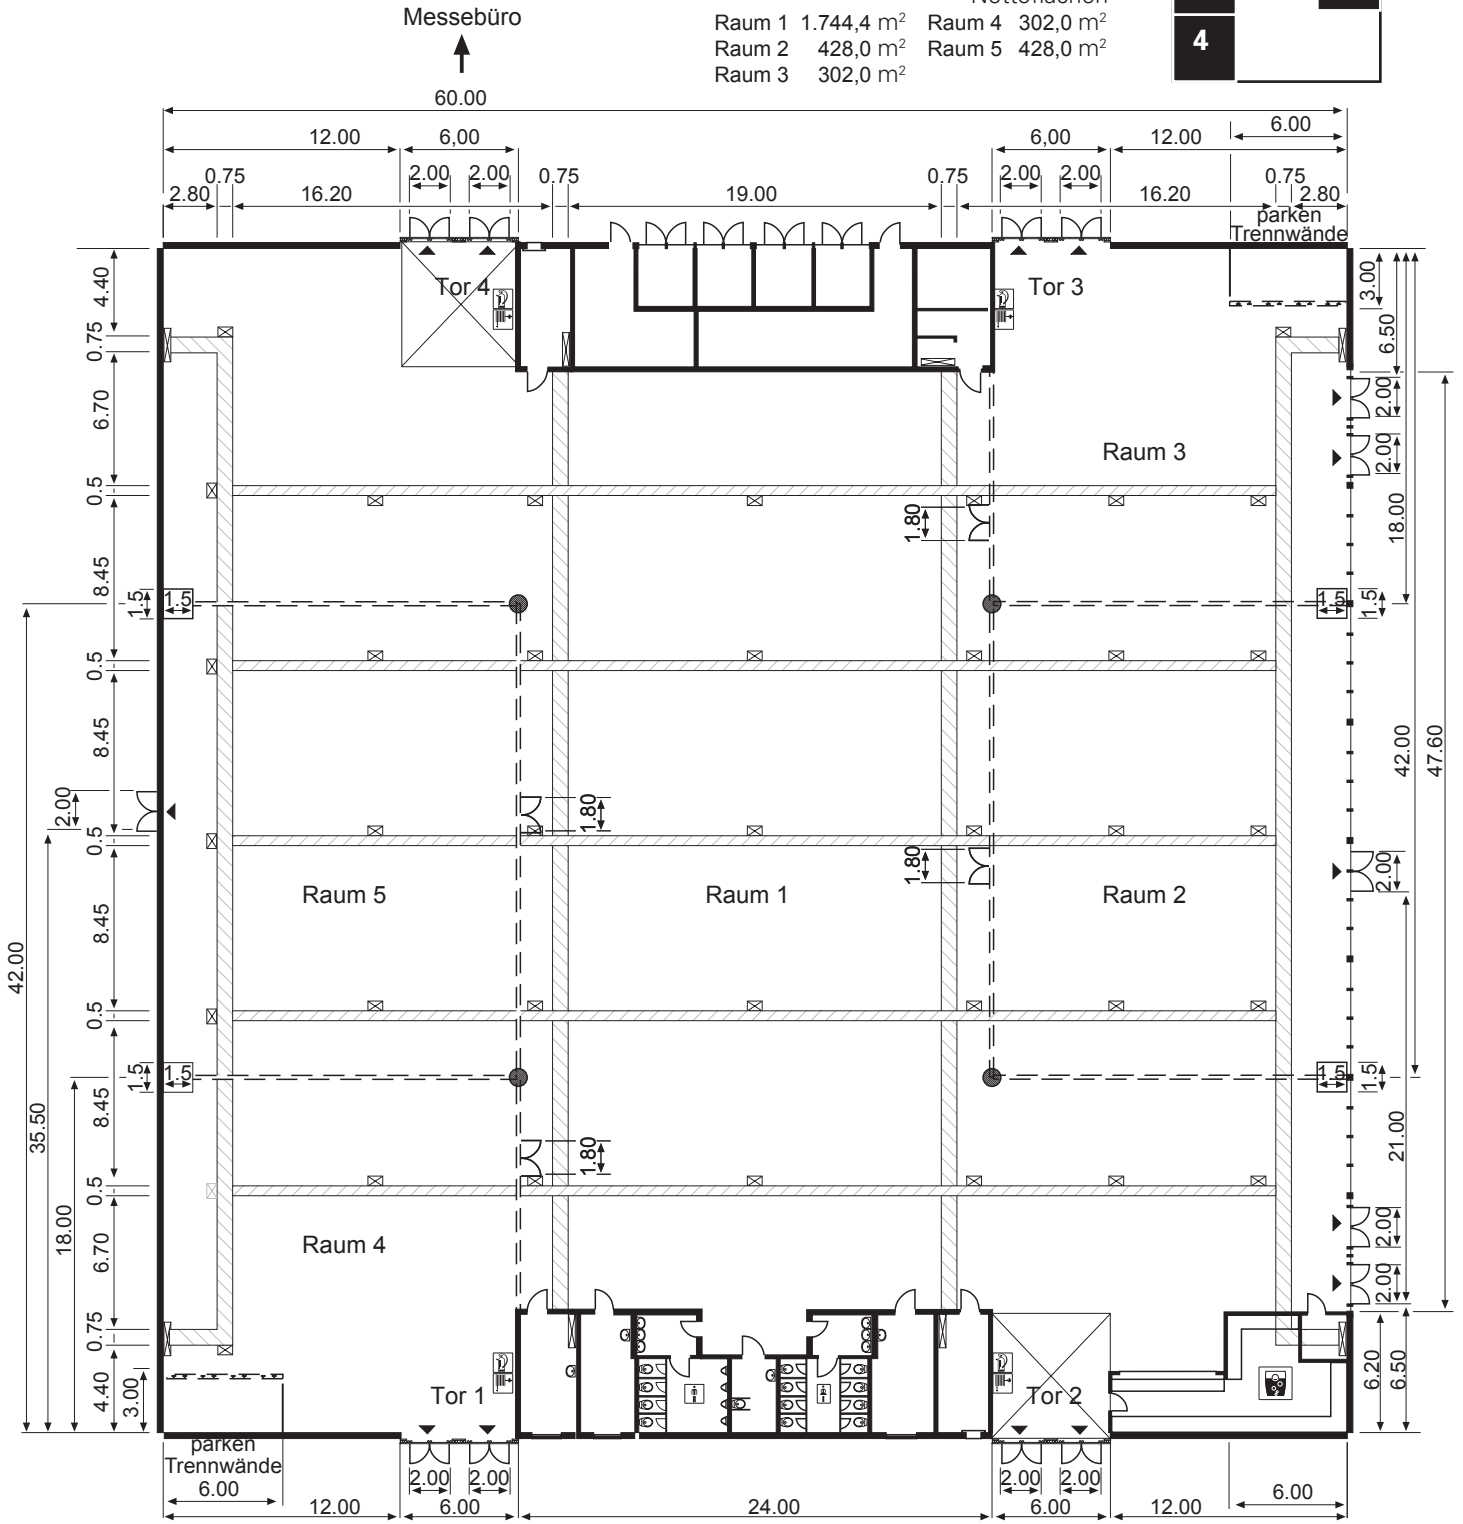 Messebüro
Nettoflächen
Raum 1 1.744,4 m² Raum 4 302,0 m²
Raum 2 428,0 m² Raum 5 428,0 m²
Raum 3 302,0 m²
4
60.00
12.00 6,00 6,00 12.00 6.00
0.75 2.00 2.00 0.75 0.75 2.00 2.00 0.75
2.80 16.20 19.00 16.20 2.80
parken
Trennwände
4.40
Tor 4
Tor 3
3.00
6.50
0.75
6.70
2.00
Raum 3
2.00
0.5
1.80
18.00
8.45
1.5 1.5 1.5 1.5
0.5
8.45
42.00
47.60
2.00
1.80
0.5
1.80
2.00
Raum 5 Raum 1 Raum 2
8.45
42.00
0.5
1.5 1.5 1.5 1.5
8.45
35.50
21.00
1.80
0.5
18.00
2.00
Raum 4
6.70
2.00
0.75
4.40
3.00
Tor 1
Tor 2
6.20
6.50
parken
Trennwände
6.00 2.00 2.00 2.00 2.00 6.00
12.00 6.00 24.00 6.00 12.00